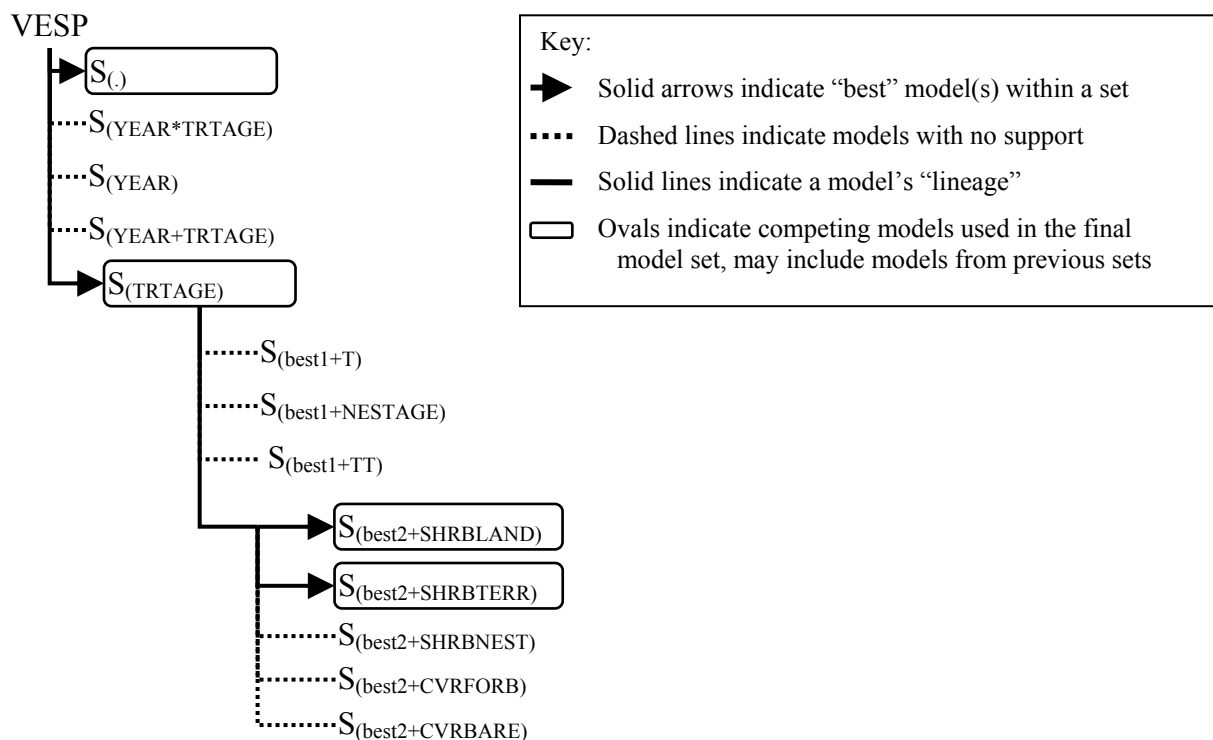 VESP
S(.)
S(YEAR*TRTAGE)
S(YEAR)
S(YEAR+TRTAGE)
S(TRTAGE)
S(best1+T)
S(best1+NESTAGE)
S(best1+TT)
S(best2+SHRBLAND)
S(best2+SHRBTERR)
S(best2+SHRBNEST)
S(best2+CVRFORB)
S(best2+CVRBARE)
Key:
Solid arrows indicate “best” model(s) within a set
Dashed lines indicate models with no support
Solid lines indicate a model’s “lineage”
Ovals indicate competing models used in the final
model set, may include models from previous sets